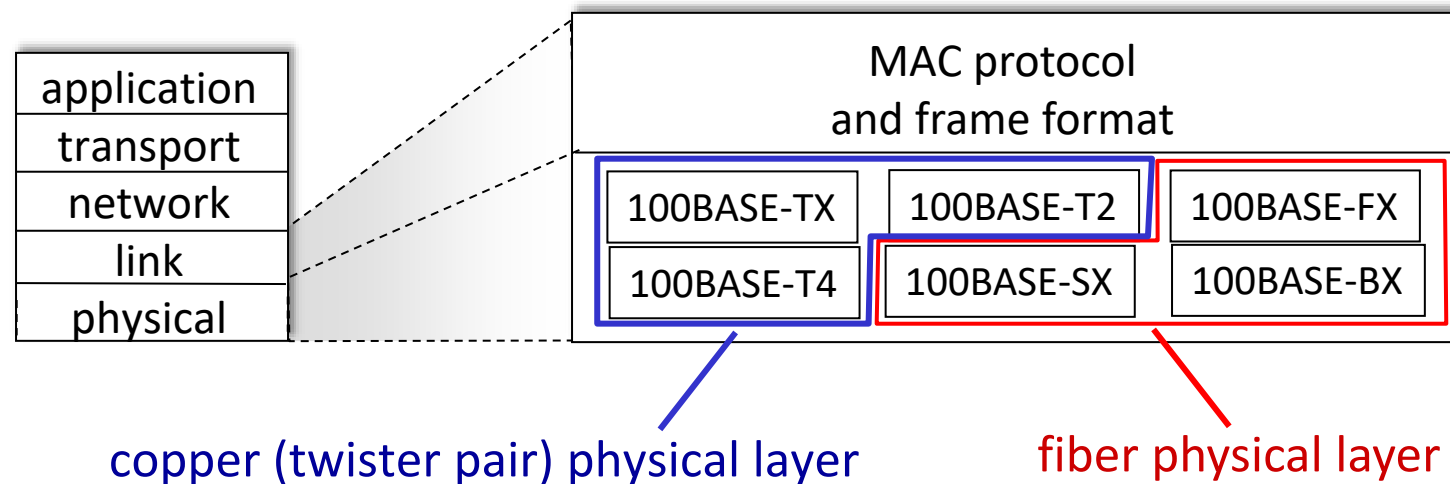 application
transport
network
link
physical
MAC protocol
and frame format
100BASE-TX
100BASE-T2
100BASE-FX
100BASE-T4
100BASE-SX
100BASE-BX
copper (twister pair) physical layer
fiber physical layer